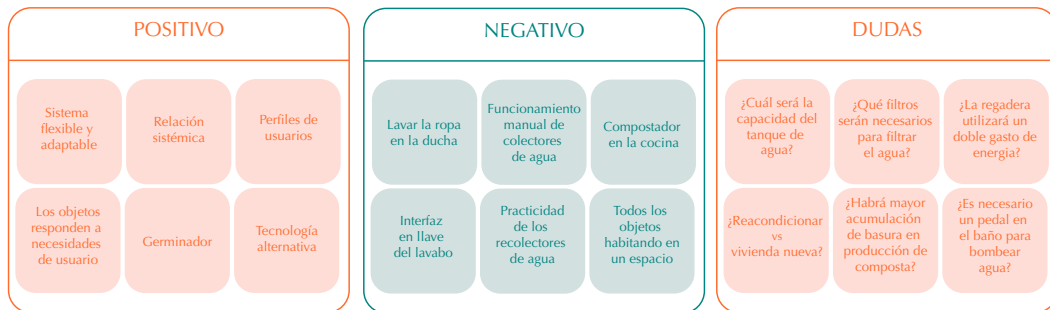 POSITIVO
Sistema
flexible y
adaptable
Relación
sistémica
Perfiles de
usuarios
Los objetos
responden a
necesidades
de usuario
Germinador
Tecnología
alternativa
NEGATIVO
Lavar la ropa
en la ducha
Funcionamiento
manual de
colectores
de agua
Compostador
en la cocina
Interfaz
en llave
del lavabo
Practicidad
de los
recolectores
de agua
Todos los
objetos
habitando en
un espacio
DUDAS
¿Cuál será la
capacidad del
tanque de
agua?
¿Qué filtros
serán necesarios
para filtrar
el agua?
¿La regadera
utilizará un
doble gasto de
energia?
¿Reacondicionar
vs
vivienda nueva?
¿Habrá mayor
acumulación
de basura en
producción de
composta?
¿Es necesario
un pedal en
el baño para
bombear
agua?